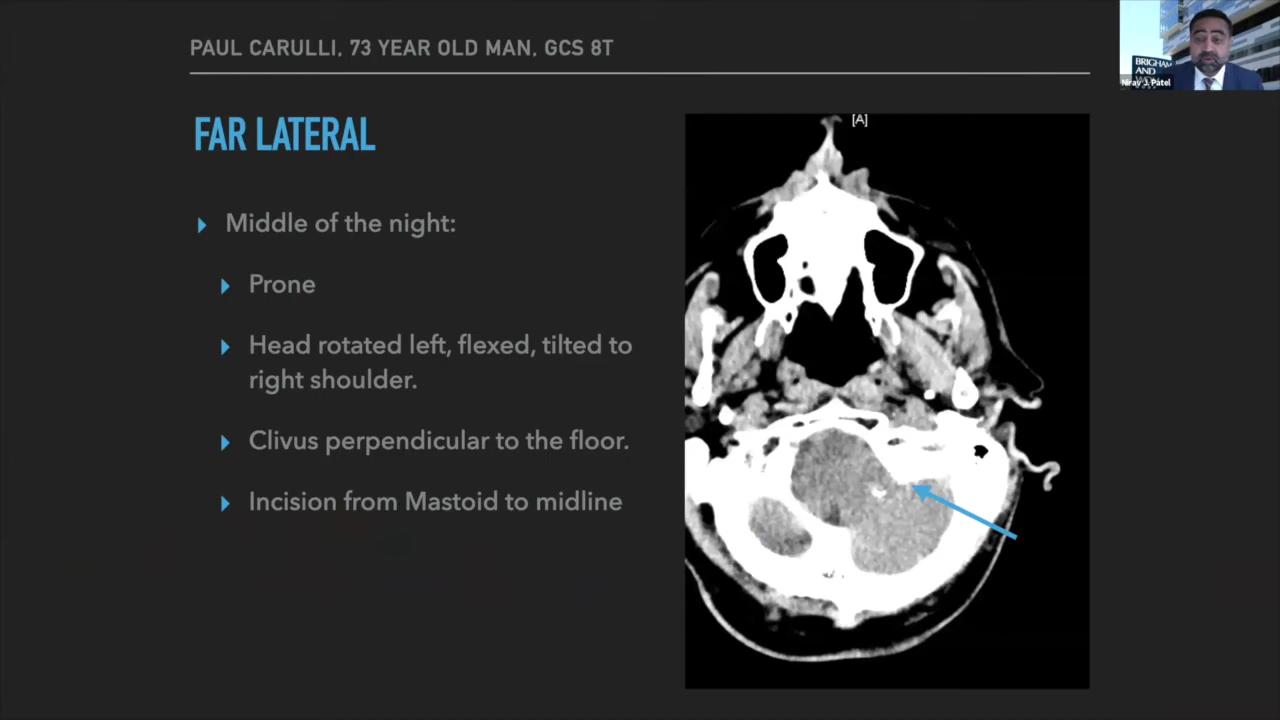 PAUL CARULLI, 73 YEAR OLD MAN, GCS 8T
FAR LATERAL
Middle of the night:
Prone
Head rotated left, flexed, tilted to
right shoulder.
Clivus perpendicular to the floor.
Incision from Mastoid to midline
[A]
BRIGHAM
AND
Nirav J. Patel